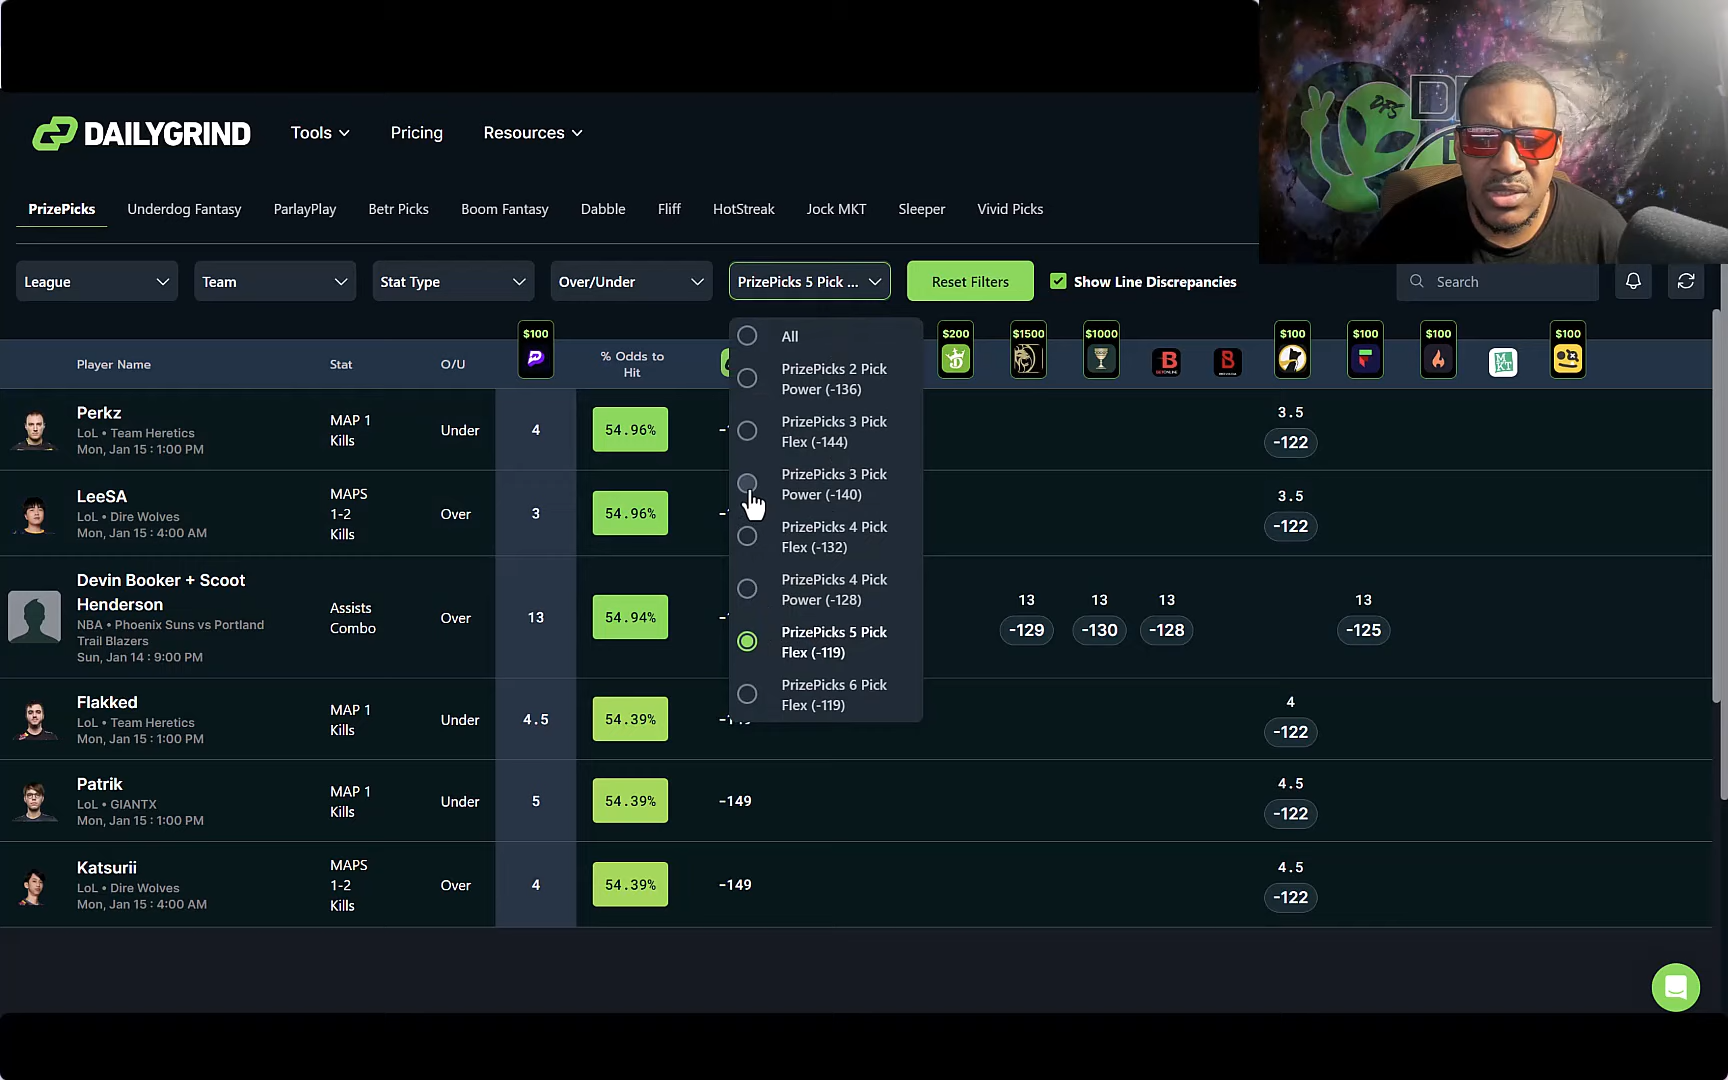 DAILYGRIND
Tools
Pricing
Resources
DFS
PrizePicks
Underdog Fantasy
ParlayPlay
Betr Picks
Boom Fantasy
Dabble
Fliff
HotStreak
Jock MKT
Sleeper
Vivid Picks
League
Team
Stat Type
Over/Under
PrizePicks 5 Pick ...
Reset Filters
Show Line Discrepancies
Search
Player Name
Stat
O/U
$100
% Odds to
Hit
$200
$1500
$1000
$100
$100
$100
MKT
$100
All
PrizePicks 2 Pick
Power (-136)
PrizePicks 3 Pick
Flex (-144)
PrizePicks 3 Pick
Power (-140)
PrizePicks 4 Pick
Flex (-132)
PrizePicks 4 Pick
Power (-128)
PrizePicks 5 Pick
Flex (-119)
PrizePicks 6 Pick
Flex (-119)
Perkz
LoL • Team Heretics
Mon, Jan 15 : 1:00 PM
MAP 1
Kills
Under
4
54.96%
3.5
-122
LeeSA
LoL • Dire Wolves
Mon, Jan 15 : 4:00 AM
MAPS
1-2
Kills
Over
3
54.96%
3.5
-122
Devin Booker + Scoot
Henderson
NBA • Phoenix Suns vs Portland
Trail Blazers
Sun, Jan 14 : 9:00 PM
Assists
Combo
Over
13
54.94%
13
-129
13
-130
13
-128
13
-125
Flakked
LoL • Team Heretics
Mon, Jan 15 : 1:00 PM
MAP 1
Kills
Under
4.5
54.39%
-149
4
-122
Patrik
LoL • GIANTX
Mon, Jan 15 : 1:00 PM
MAP 1
Kills
Under
5
54.39%
-149
4.5
-122
Katsurii
LoL • Dire Wolves
Mon, Jan 15 : 4:00 AM
MAPS
1-2
Kills
Over
4
54.39%
-149
4.5
-122